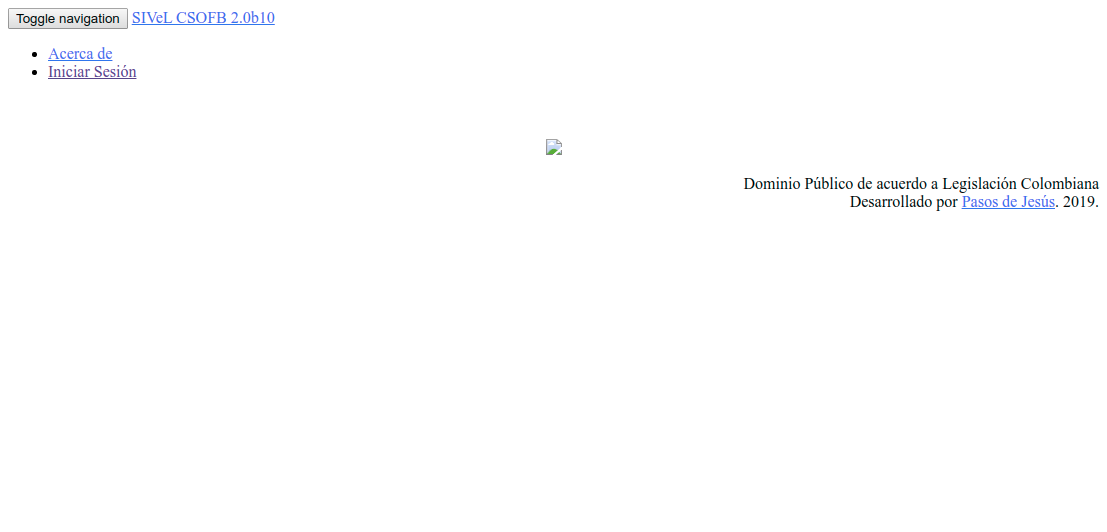 Toggle navigation SIVeL CSOFB 2.0b10
Acerca de
Iniciar Sesión
Dominio Público de acuerdo a Legislación Colombiana
Desarrollado por Pasos de Jesús. 2019.